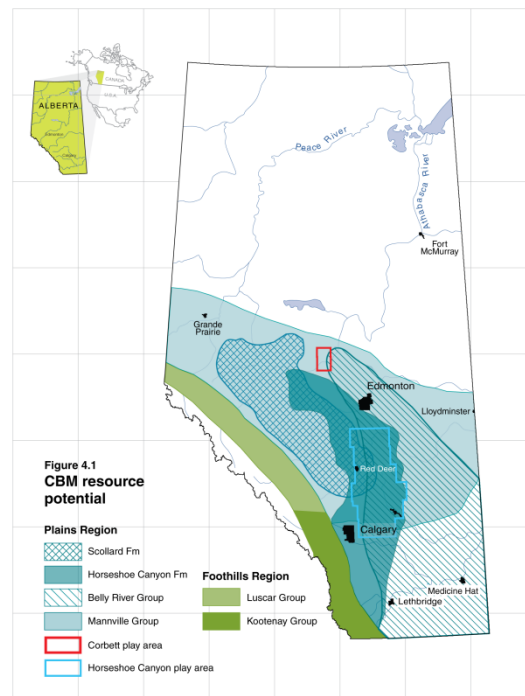 CANADA
U.S.A.
ALBERTA
Edmonton
Calgary
Peace River
Athabasca River
Fort
McMurray
Grande
Prairie
Edmonton
Lloydminster
Red Deer
Calgary
Medicine Hat
Lethbridge
Figure 4.1
CBM resource
potential
Plains Region
Scollard Fm
Horseshoe Canyon Fm
Belly River Group
Mannville Group
Corbett play area
Horseshoe Canyon play area
Foothills Region
Luscar Group
Kootenay Group